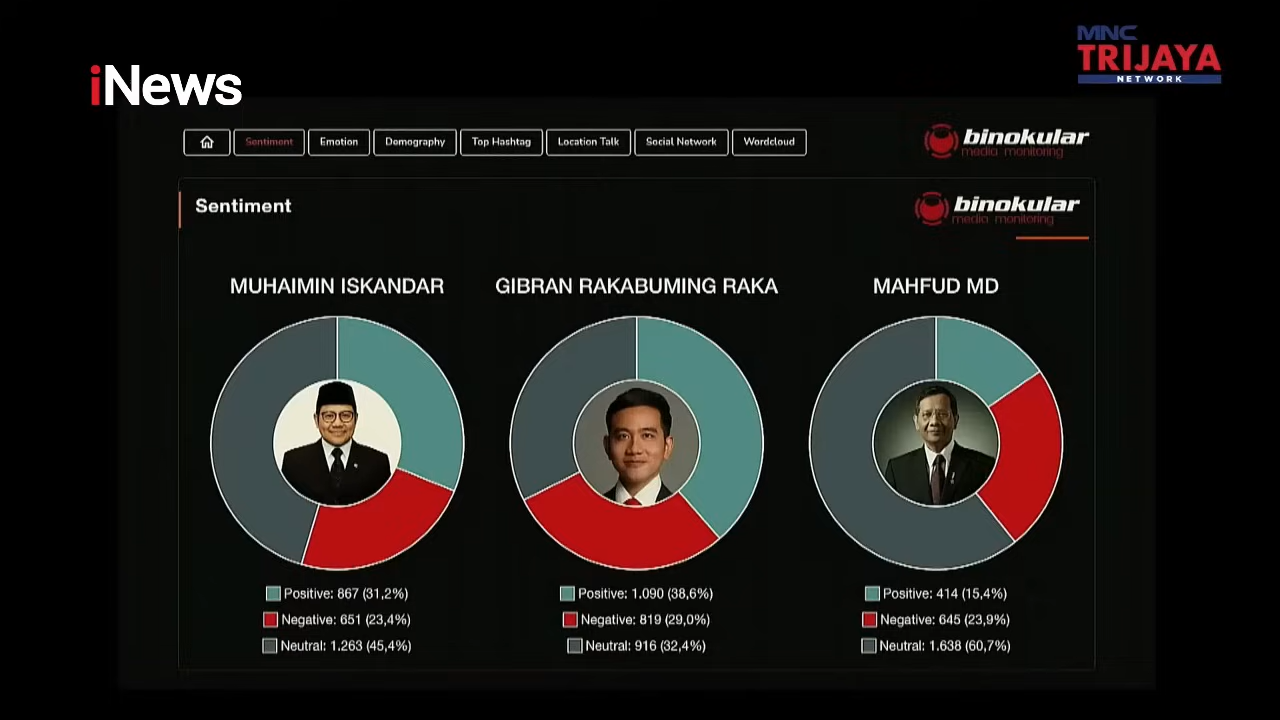 MNC
TRIJAYA
NETWORK
iNews
Sentiment
Emotion
Demography
Top Hashtag
Location Talk
Social Network
Wordcloud
binokular
media monitoring
Sentiment
binokular
media monitoring
MUHAIMIN ISKANDAR
GIBRAN RAKABUMING RAKA
MAHFUD MD
Positive: 867 (31,2%)
Negative: 651 (23,4%)
Neutral: 1.263 (45,4%)
Positive: 1.090 (38,6%)
Negative: 819 (29,0%)
Neutral: 916 (32,4%)
Positive: 414 (15,4%)
Negative: 645 (23,9%)
Neutral: 1.638 (60,7%)